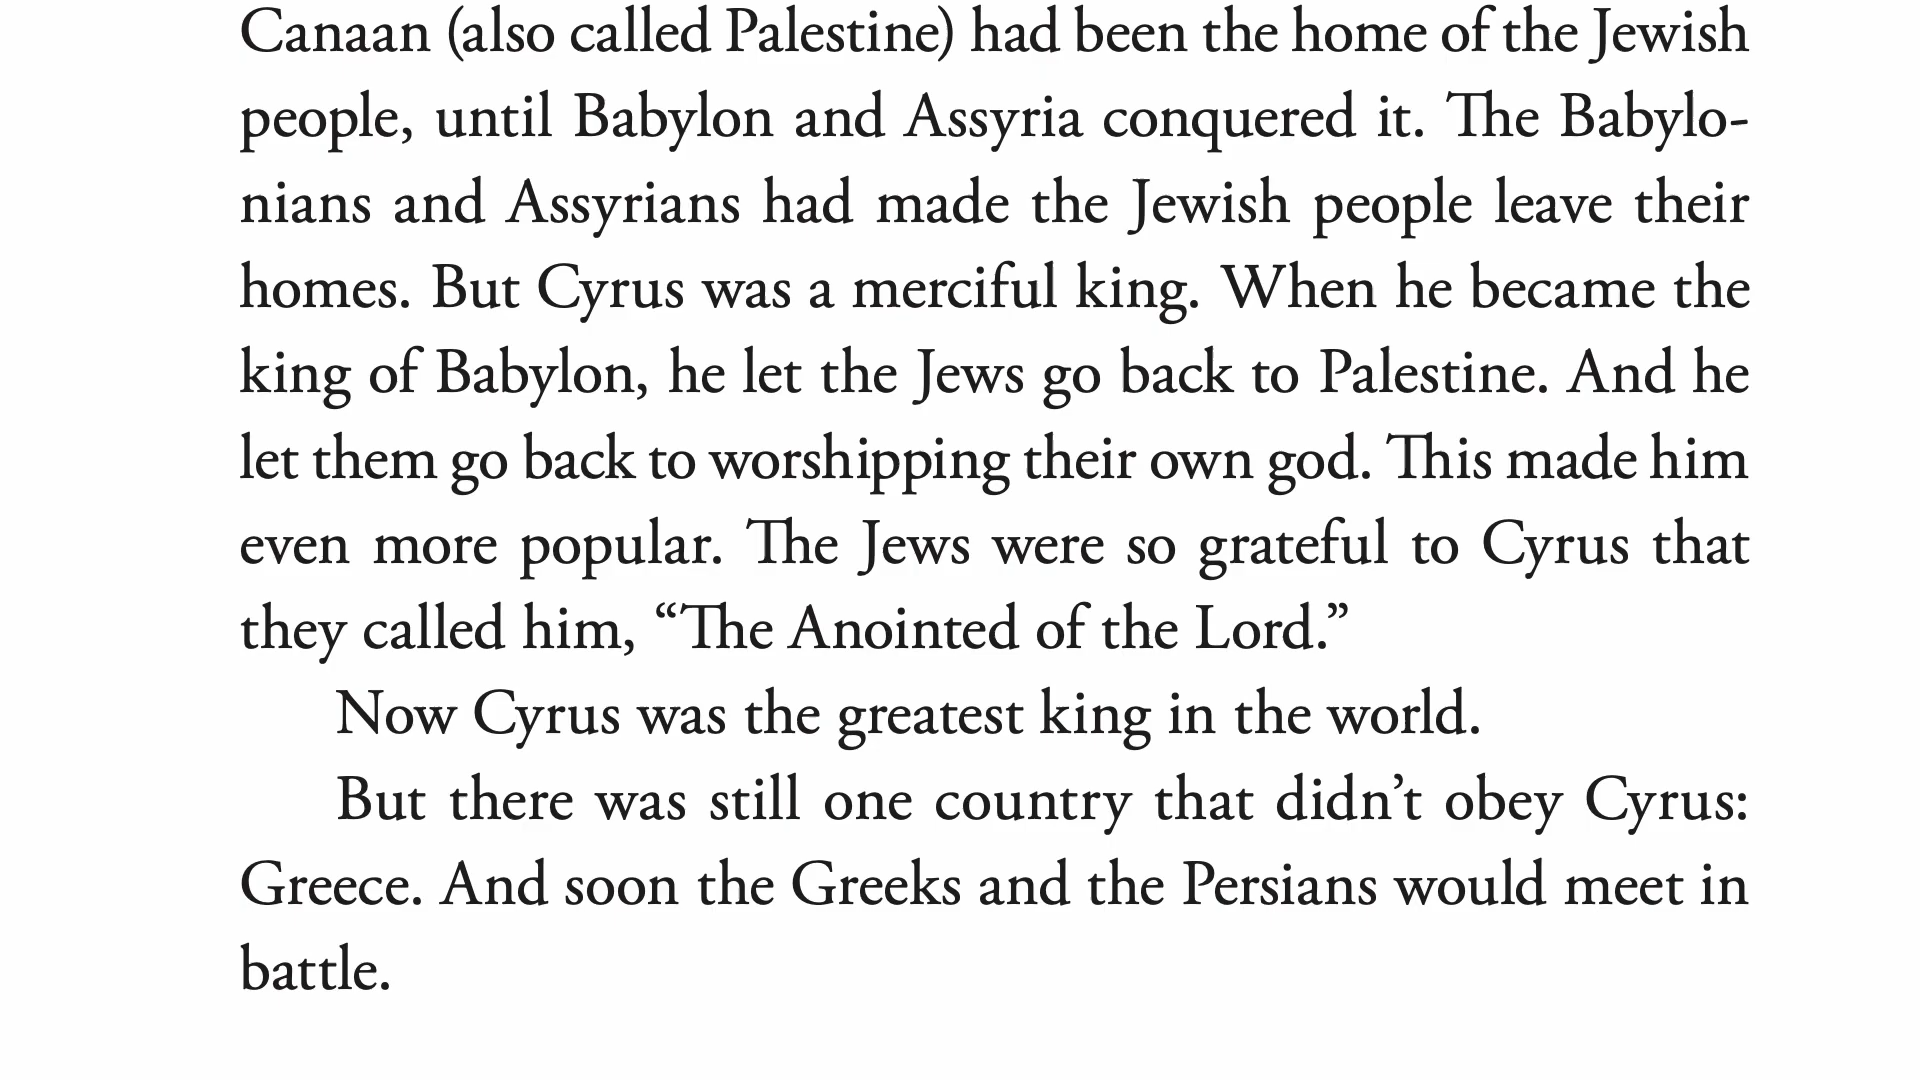 Canaan (also called Palestine) had been the home of the Jewish
people, until Babylon and Assyria conquered it. The Babylo-
nians and Assyrians had made the Jewish people leave their
homes. But Cyrus was a merciful king. When he became the
king of Babylon, he let the Jews go back to Palestine. And he
let them go back to worshipping their own god. This made him
even more popular. The Jews were so grateful to Cyrus that
they called him, “The Anointed of the Lord.”
Now Cyrus was the greatest king in the world.
But there was still one country that didn’t obey Cyrus:
Greece. And soon the Greeks and the Persians would meet in
battle.